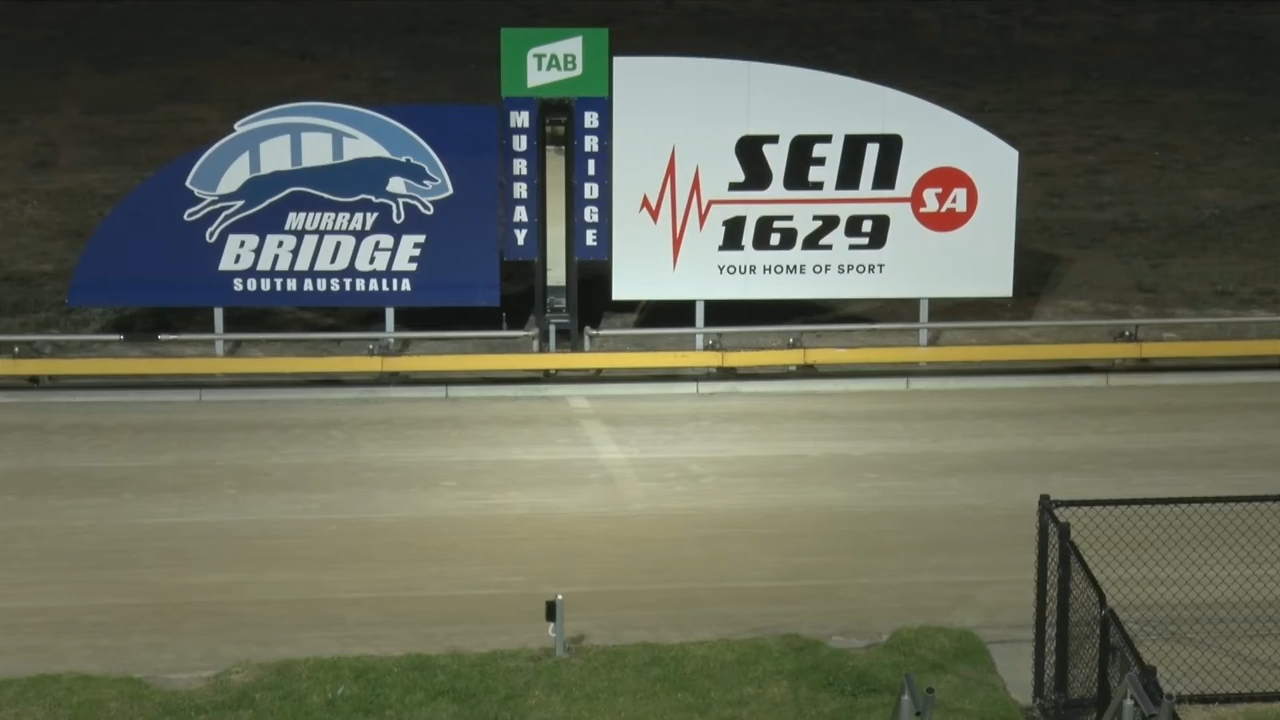 TAB
MURRAY
BRIDGE
MURRAY
BRIDGE
SOUTH AUSTRALIA
SEN
SA
1629
YOUR HOME OF SPORT